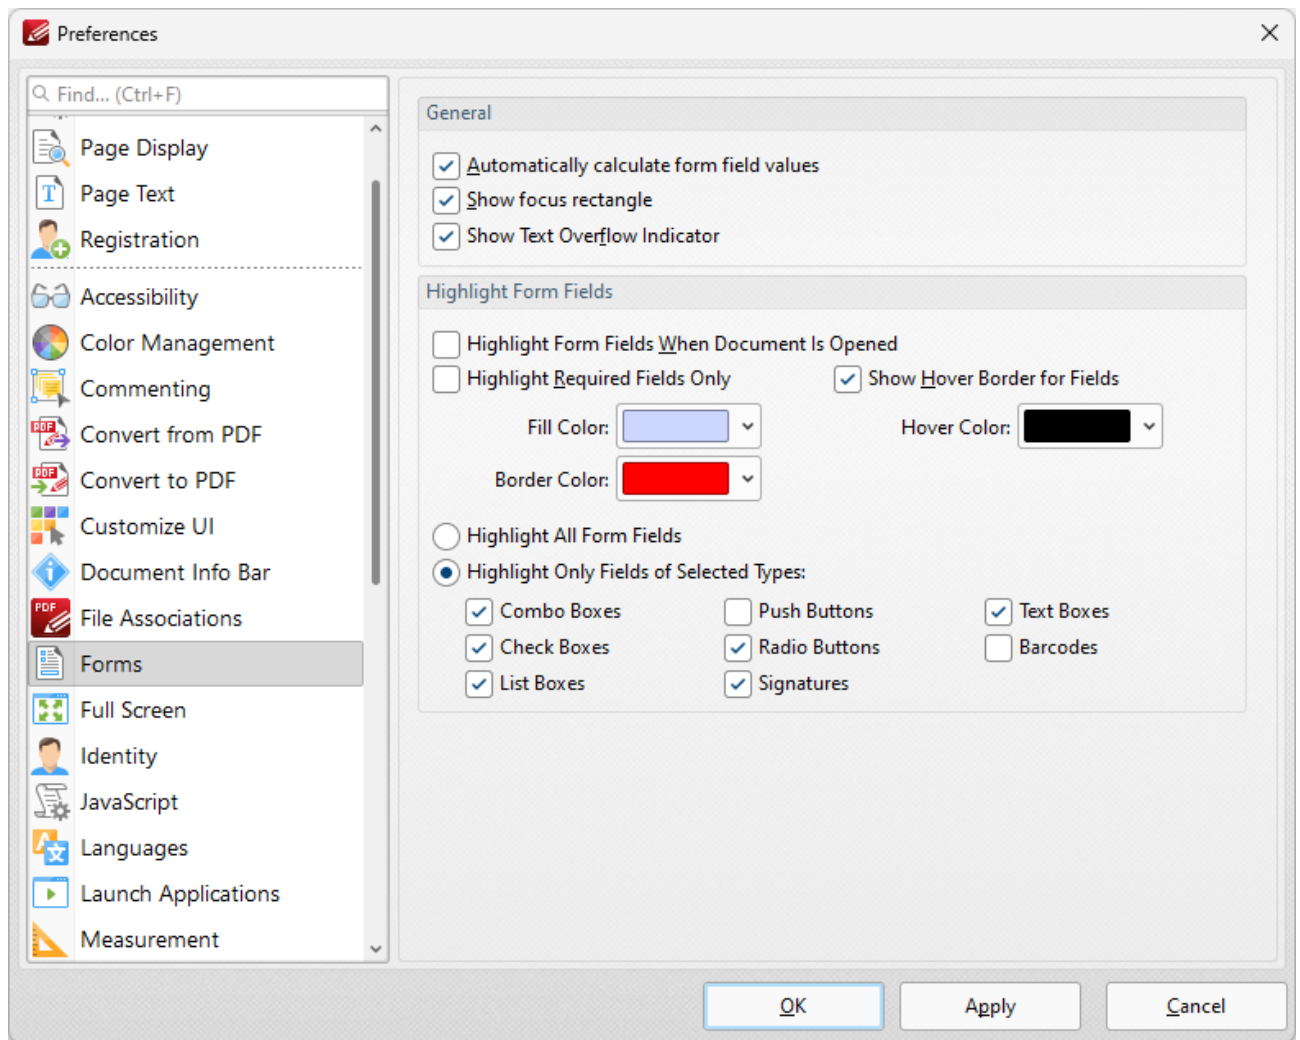 Preferences
Find... (Ctrl+F)
Page Display
Page Text
Registration
Accessibility
Color Management
Commenting
Convert from PDF
Convert to PDF
Customize UI
Document Info Bar
File Associations
Forms
Full Screen
Identity
JavaScript
Languages
Launch Applications
Measurement
General
Automatically calculate form field values
Show focus rectangle
Show Text Overflow Indicator
Highlight Form Fields
Highlight Form Fields When Document Is Opened
Highlight Required Fields Only Show Hover Border for Fields
Fill Color: Hover Color:
Border Color:
Highlight All Form Fields
Highlight Only Fields of Selected Types:
Combo Boxes Push Buttons Text Boxes
Check Boxes Radio Buttons Barcodes
List Boxes Signatures
OK Apply Cancel